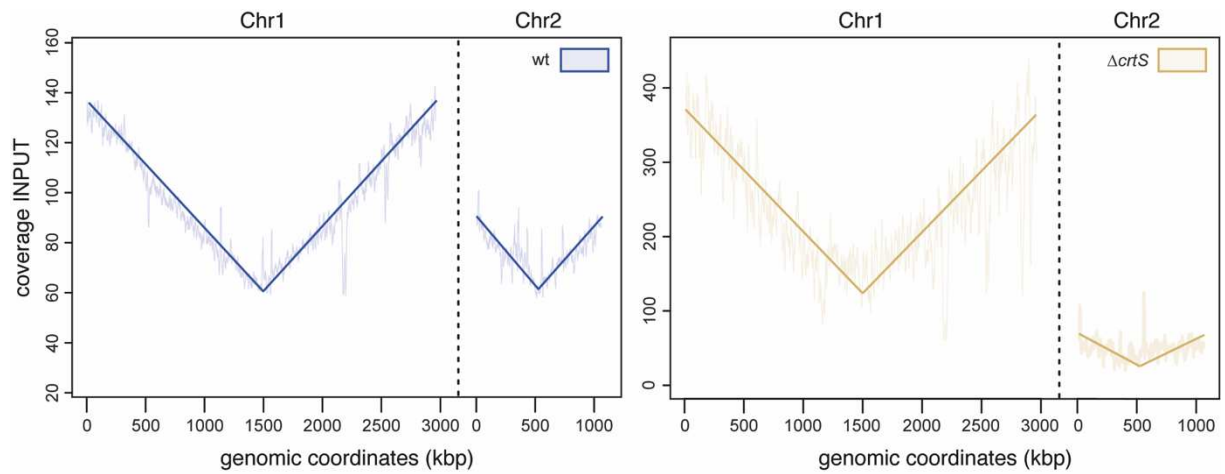 Chr1 Chr2
wt
coverage INPUT
160
140
120
100
80
60
40
20
0 500 1000 1500 2000 2500 3000 0 500 1000
genomic coordinates (kbp)
Chr1 Chr2
ΔcrtS
400
300
200
100
0
0 500 1000 1500 2000 2500 3000 0 500 1000
genomic coordinates (kbp)